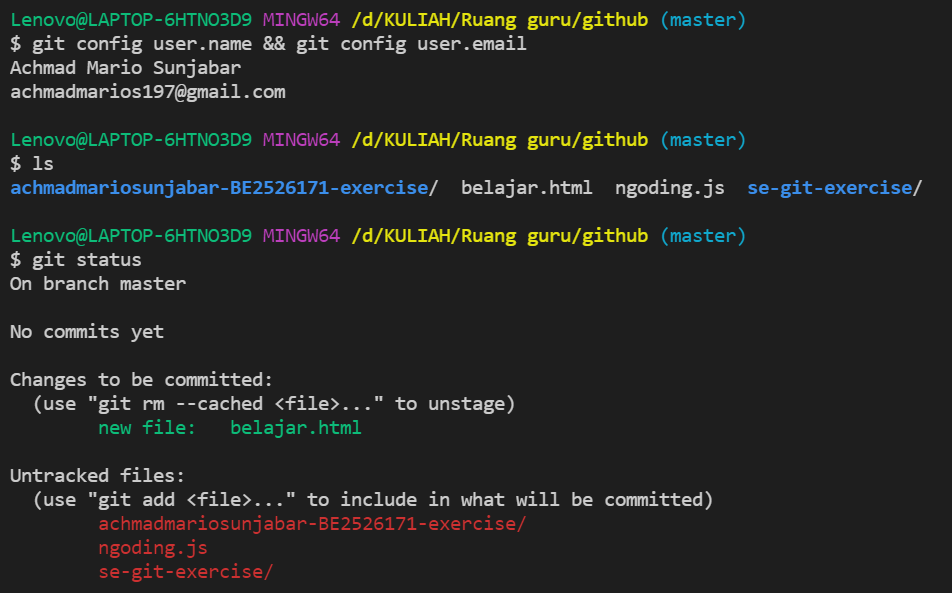 Lenovo@LAPTOP-6HTNO3D9 MINGW64 /d/KULIAH/Ruang guru/github (master)
$ git config user.name && git config user.email
Achmad Mario Sunjabar
achmadmarios197@gmail.com
Lenovo@LAPTOP-6HTNO3D9 MINGW64 /d/KULIAH/Ruang guru/github (master)
$ ls
achmadmariosunjabar-BE2526171-exercise/  belajar.html  ngoding.js  se-git-exercise/
Lenovo@LAPTOP-6HTNO3D9 MINGW64 /d/KULIAH/Ruang guru/github (master)
$ git status
On branch master
No commits yet
Changes to be committed:
  (use "git rm --cached <file>..." to unstage)
        new file:   belajar.html
Untracked files:
  (use "git add <file>..." to include in what will be committed)
        achmadmariosunjabar-BE2526171-exercise/
        ngoding.js
        se-git-exercise/